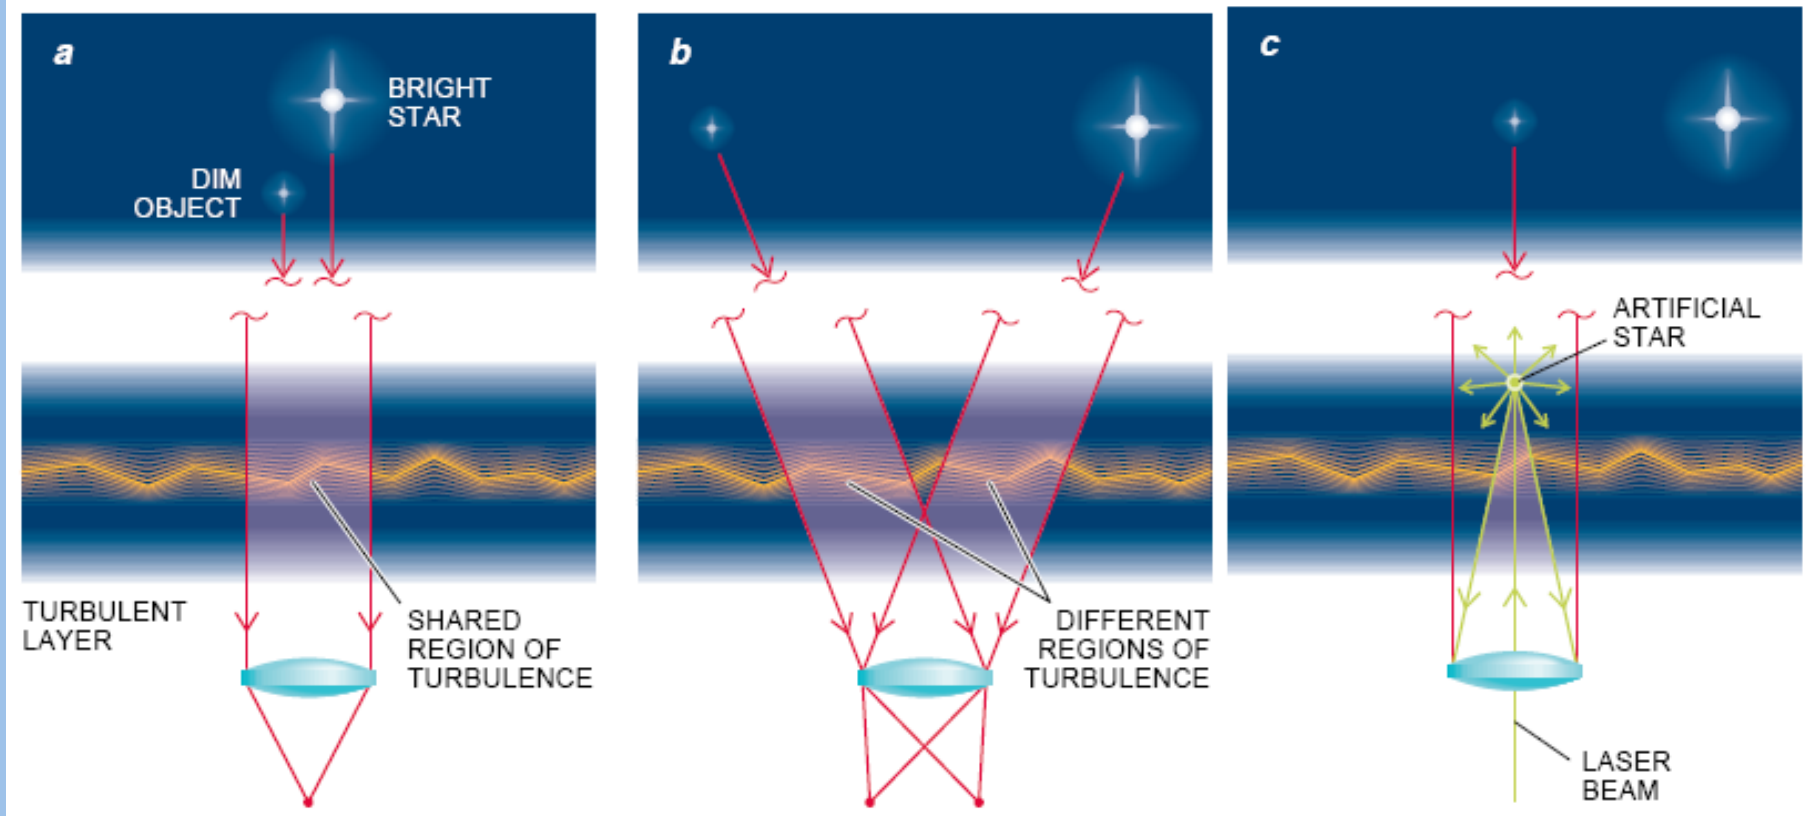 a
BRIGHT
STAR
DIM
OBJECT
TURBULENT
LAYER
SHARED
REGION OF
TURBULENCE
b
DIFFERENT
REGIONS OF
TURBULENCE
c
ARTIFICIAL
STAR
LASER
BEAM